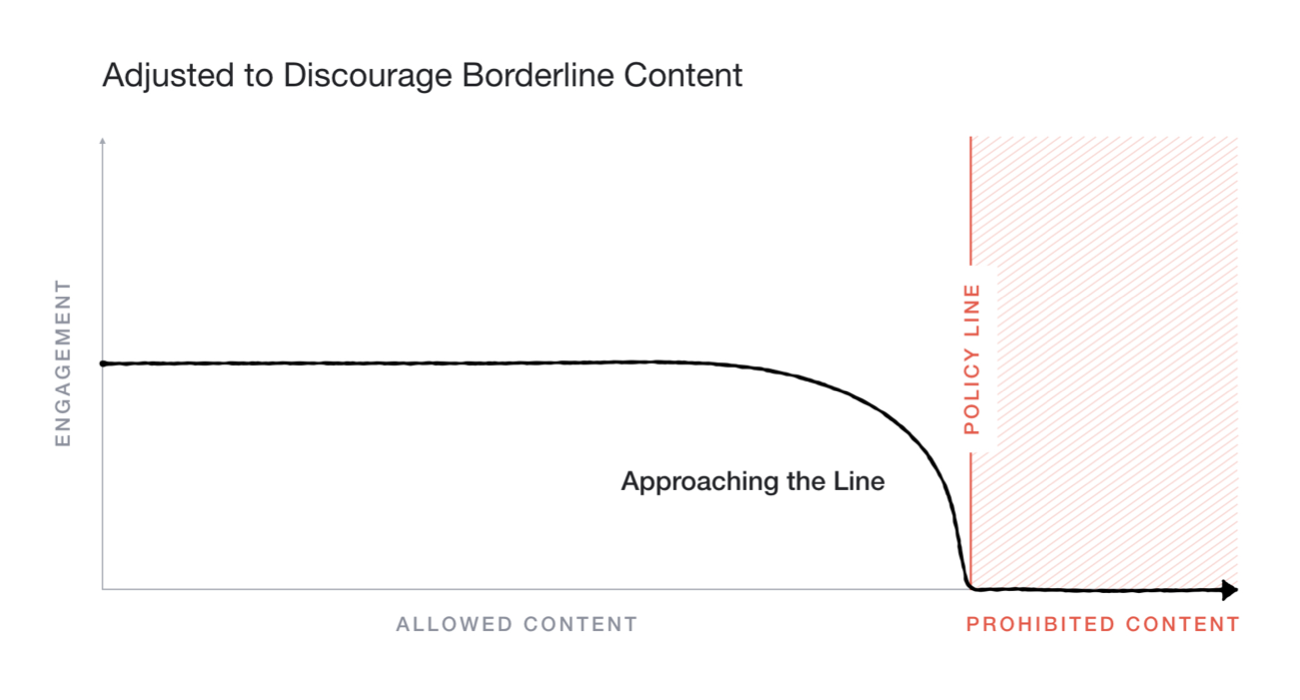 Adjusted to Discourage Borderline Content
ENGAGEMENT
POLICY LINE
Approaching the Line
ALLOWED CONTENT
PROHIBITED CONTENT